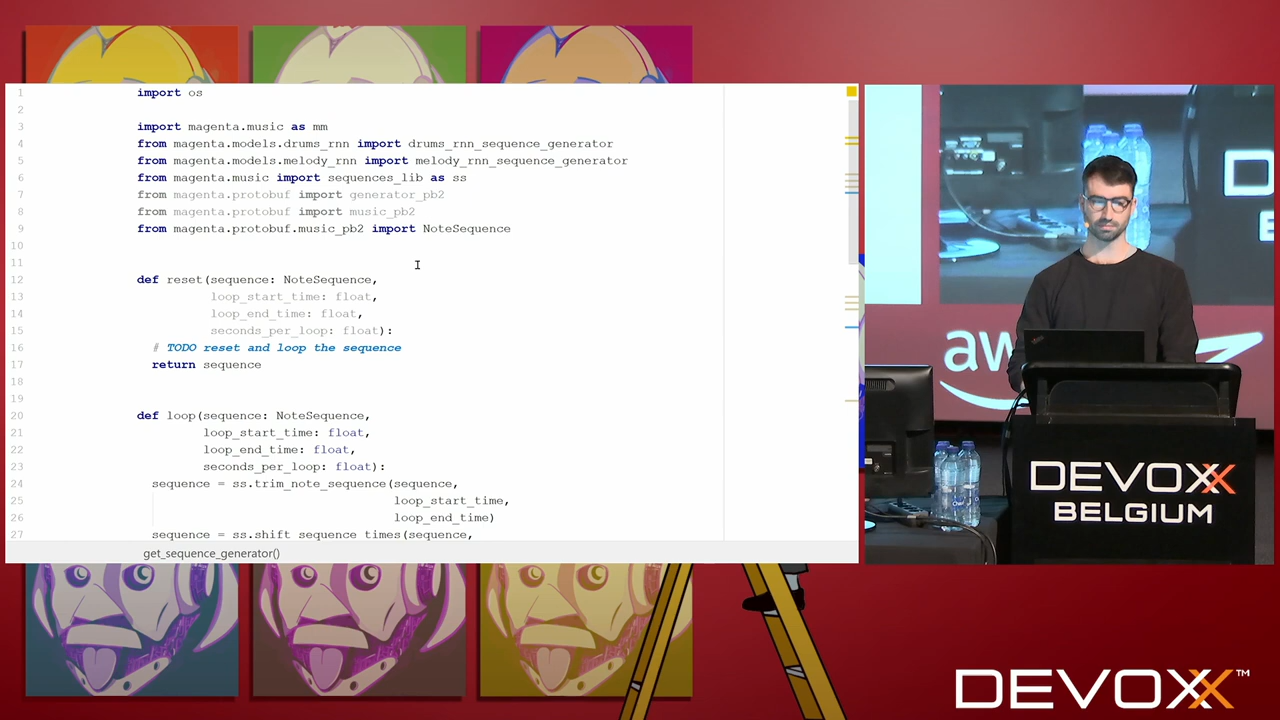 1 import os
2
3 import magenta.music as mm
4 from magenta.models.drums_rnn import drums_rnn_sequence_generator
5 from magenta.models.melody_rnn import melody_rnn_sequence_generator
6 from magenta.music import sequences_lib as ss
7 from magenta.protobuf import generator_pb2
8 from magenta.protobuf import music_pb2
9 from magenta.protobuf.music_pb2 import NoteSequence
10
11
12 def reset(sequence: NoteSequence,
13 loop_start_time: float,
14 loop_end_time: float,
15 seconds_per_loop: float):
16 # TODO reset and loop the sequence
17 return sequence
18
19
20 def loop(sequence: NoteSequence,
21 loop_start_time: float,
22 loop_end_time: float,
23 seconds_per_loop: float):
24 sequence = ss.trim_note_sequence(sequence,
25 loop_start_time,
26 loop_end_time)
27 sequence = ss.shift_sequence_times(sequence,
get_sequence_generator()
DEVOXX
BELGIUM
DEVOXX™